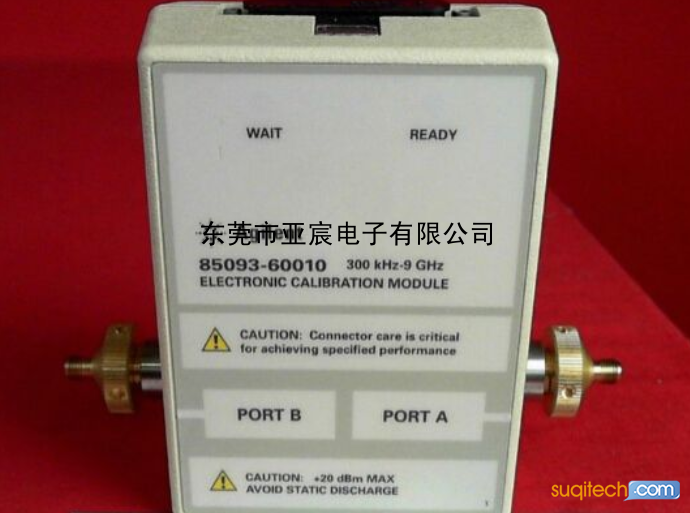 WAIT READY
东莞市亚宸电子有限公司
Agilent
85093-60010 300 kHz-9 GHz
ELECTRONIC CALIBRATION MODULE
CAUTION: Connector care is critical
for achieving specified performance
PORT B PORT A
CAUTION: +20 dBm MAX
AVOID STATIC DISCHARGE
suqitech.com